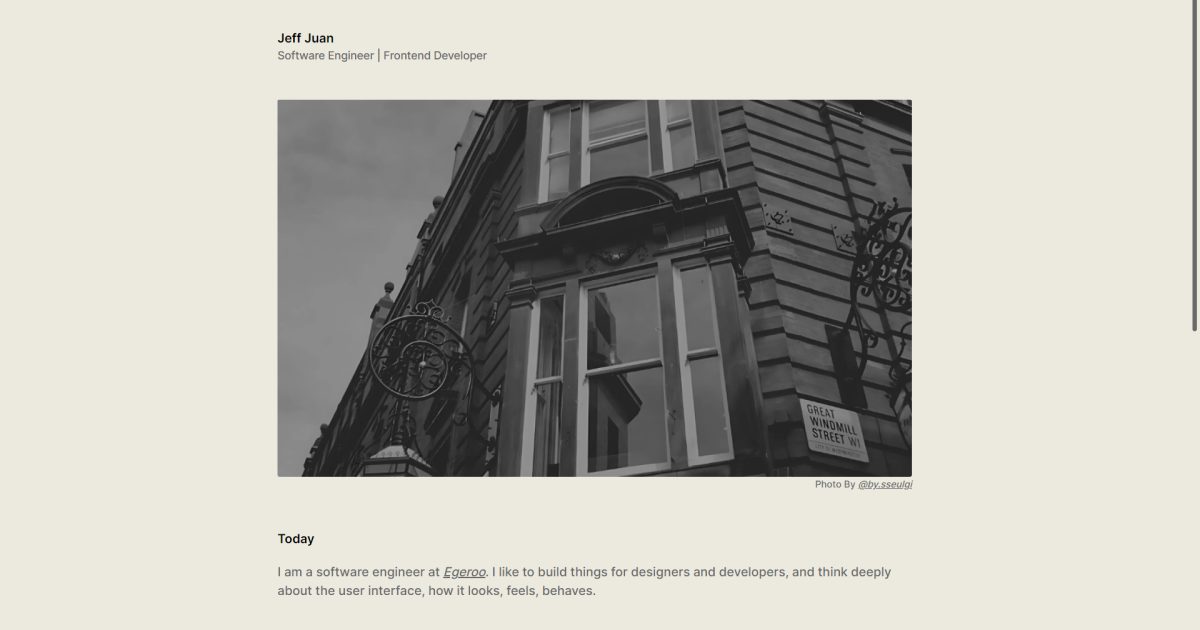 Jeff Juan
Software Engineer | Frontend Developer
GREAT
WINDMILL
STREET W1
Photo By @by.sseulgi
Today
I am a software engineer at Egeroo. I like to build things for designers and developers, and think deeply
about the user interface, how it looks, feels, behaves.